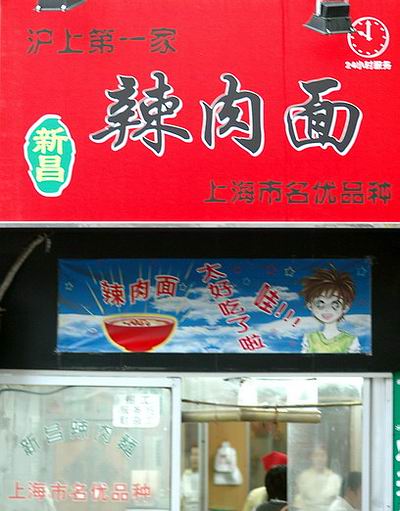 沪上第一家
24小时服务
辣肉面
新昌
上海市名优品种
辣肉面
太好吃了啦
哇!!!
新昌辣肉麵
上海市名优品种